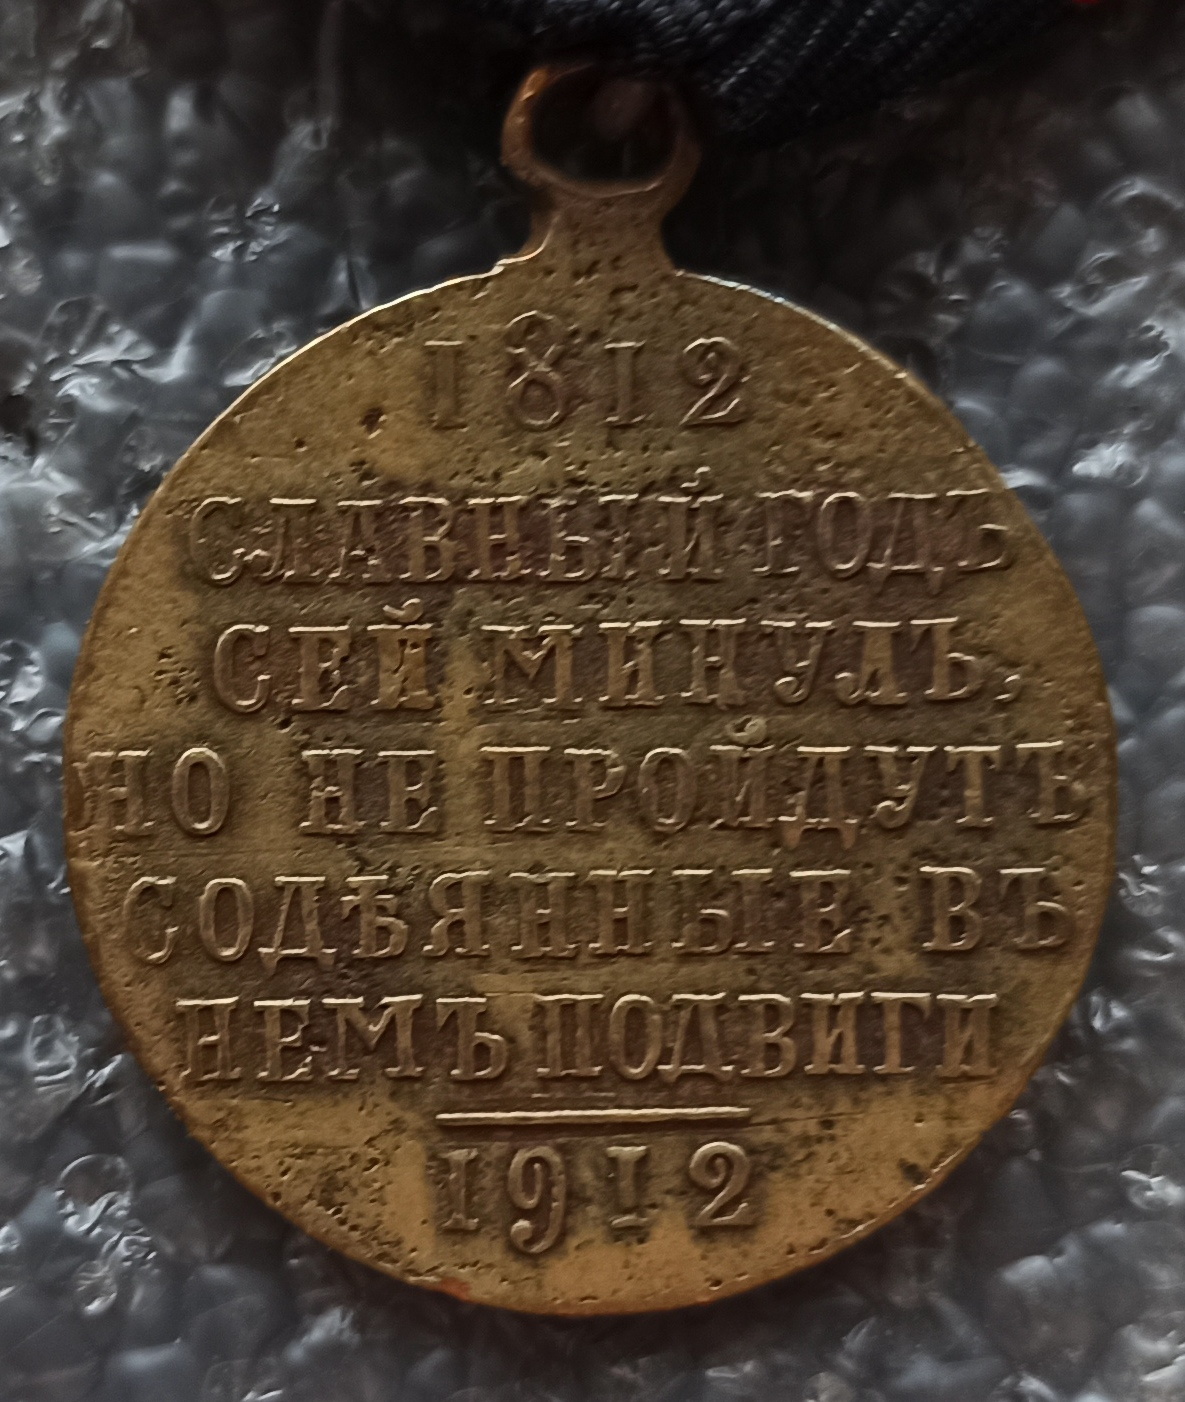 1812
СЛАВНЫЙ ГОДЪ
СЕЙ МИНУЛЪ,
НО НЕ ПРОЙДУТЪ
СОДѢЯННЫЕ ВЪ
НЕМЪ ПОДВИГИ
1912